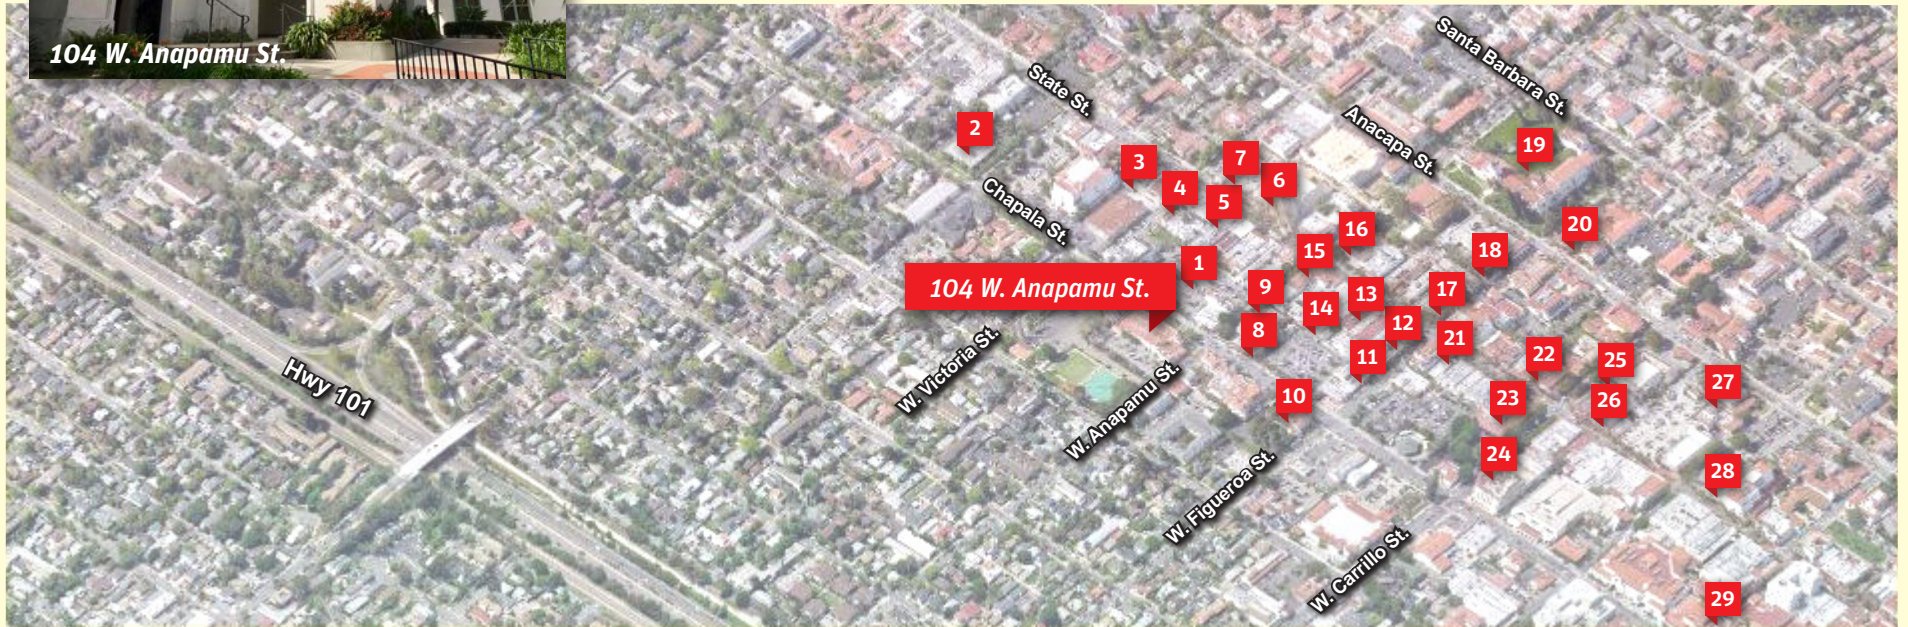 104 W. Anapamu St.
Santa Barbara St.
State St.
Anacapa St.
2
19
7
3
6
4
Chapala St.
5
20
16
15
18
1
104 W. Anapamu St.
9
13
17
14
12
8
21
W. Victoria St.
11
22
25
Hwy 101
27
W. Anapamu St.
10
23
26
24
28
W. Figueroa St.
W. Carrillo St.
29